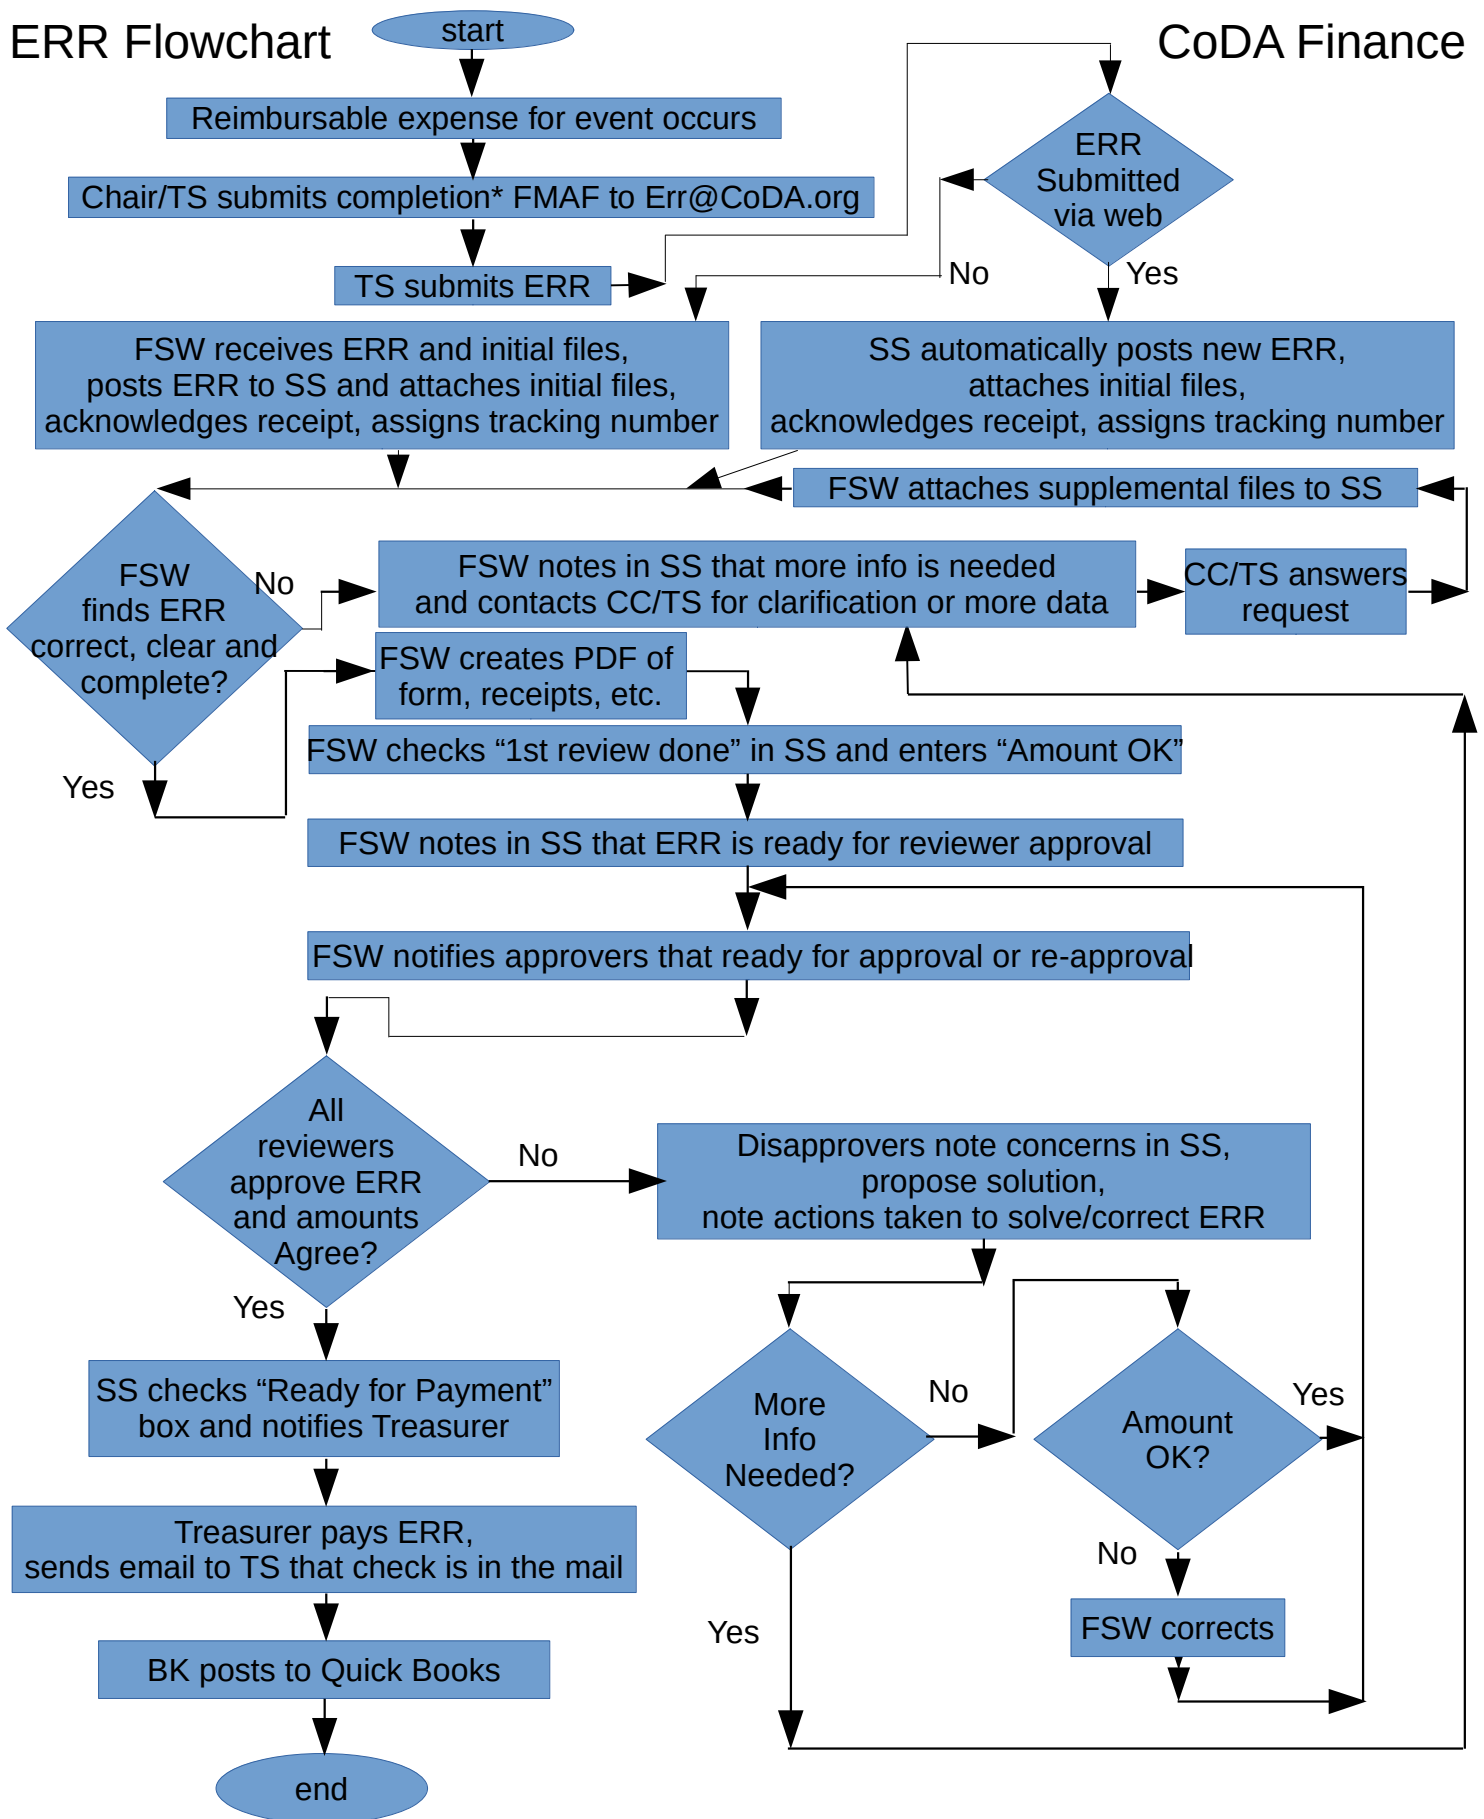 ERR Flowchart
start
CoDA Finance
Reimbursable expense for event occurs
Chair/TS submits completion* FMAF to Err@CoDA.org
TS submits ERR
ERR
Submitted
via web
No
Yes
FSW receives ERR and initial files,
posts ERR to SS and attaches initial files,
acknowledges receipt, assigns tracking number
SS automatically posts new ERR,
attaches initial files,
acknowledges receipt, assigns tracking number
FSW attaches supplemental files to SS
FSW
finds ERR
correct, clear and
complete?
No
FSW notes in SS that more info is needed
and contacts CC/TS for clarification or more data
CC/TS answers
request
FSW creates PDF of
form, receipts, etc.
Yes
FSW checks “1st review done” in SS and enters “Amount OK”
FSW notes in SS that ERR is ready for reviewer approval
FSW notifies approvers that ready for approval or re-approval
All
reviewers
approve ERR
and amounts
Agree?
No
Disapprovers note concerns in SS,
propose solution,
note actions taken to solve/correct ERR
Yes
SS checks “Ready for Payment”
box and notifies Treasurer
More
Info
Needed?
No
Amount
OK?
Yes
No
Treasurer pays ERR,
sends email to TS that check is in the mail
Yes
FSW corrects
BK posts to Quick Books
end